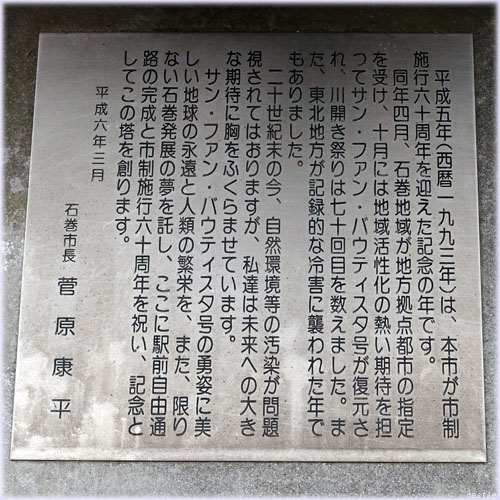 平成五年(西暦一九九三年)は、本市が市制
施行六十周年を迎えた記念の年です。
同年四月、石巻地域が地方拠点都市の指定
を受け、十月には地域活性化の熱い期待を担
つてサン・ファン・バウティスタ号が復元さ
れ、川開き祭りは七十回目を数えました。ま
た、東北地方が記録的な冷害に襲われた年で
もありました。
二十世紀末の今、自然環境等の汚染が問題
視されてはおりますが、私達は未来への大き
な期待に胸をふくらませています。
サン・ファン・バウティスタ号の勇姿に美
しい地球の永遠と人類の繁栄を、また、限り
ない石巻発展の夢を託し、ここに駅前自由通
路の完成と市制施行六十周年を祝い、記念と
してこの塔を創ります。
平成六年三月
石巻市長 菅原康平